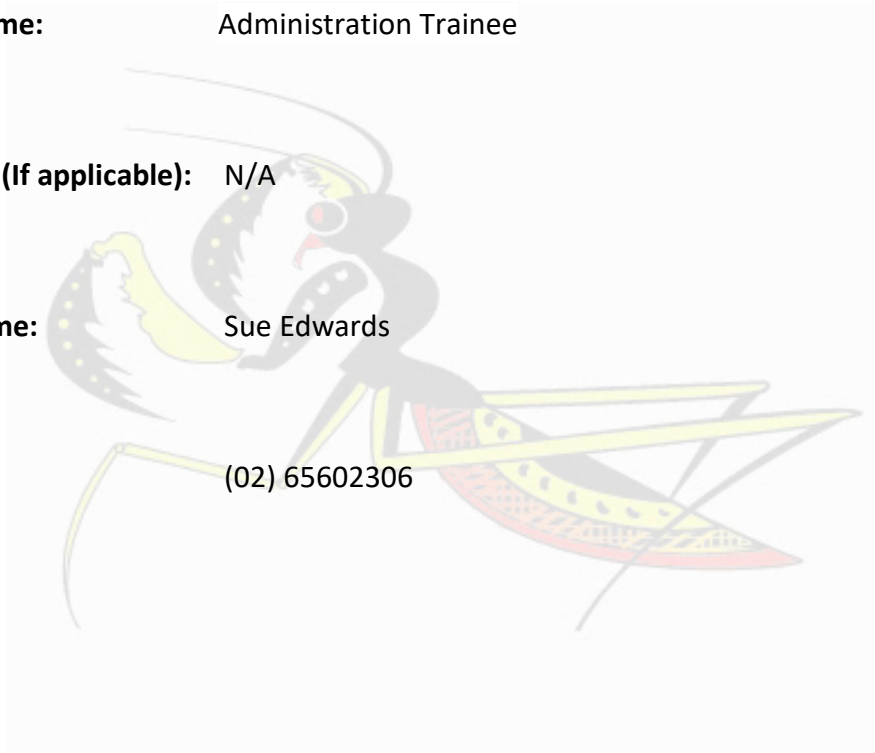 me: Administration Trainee
(If applicable): N/A
me: Sue Edwards
(02) 65602306